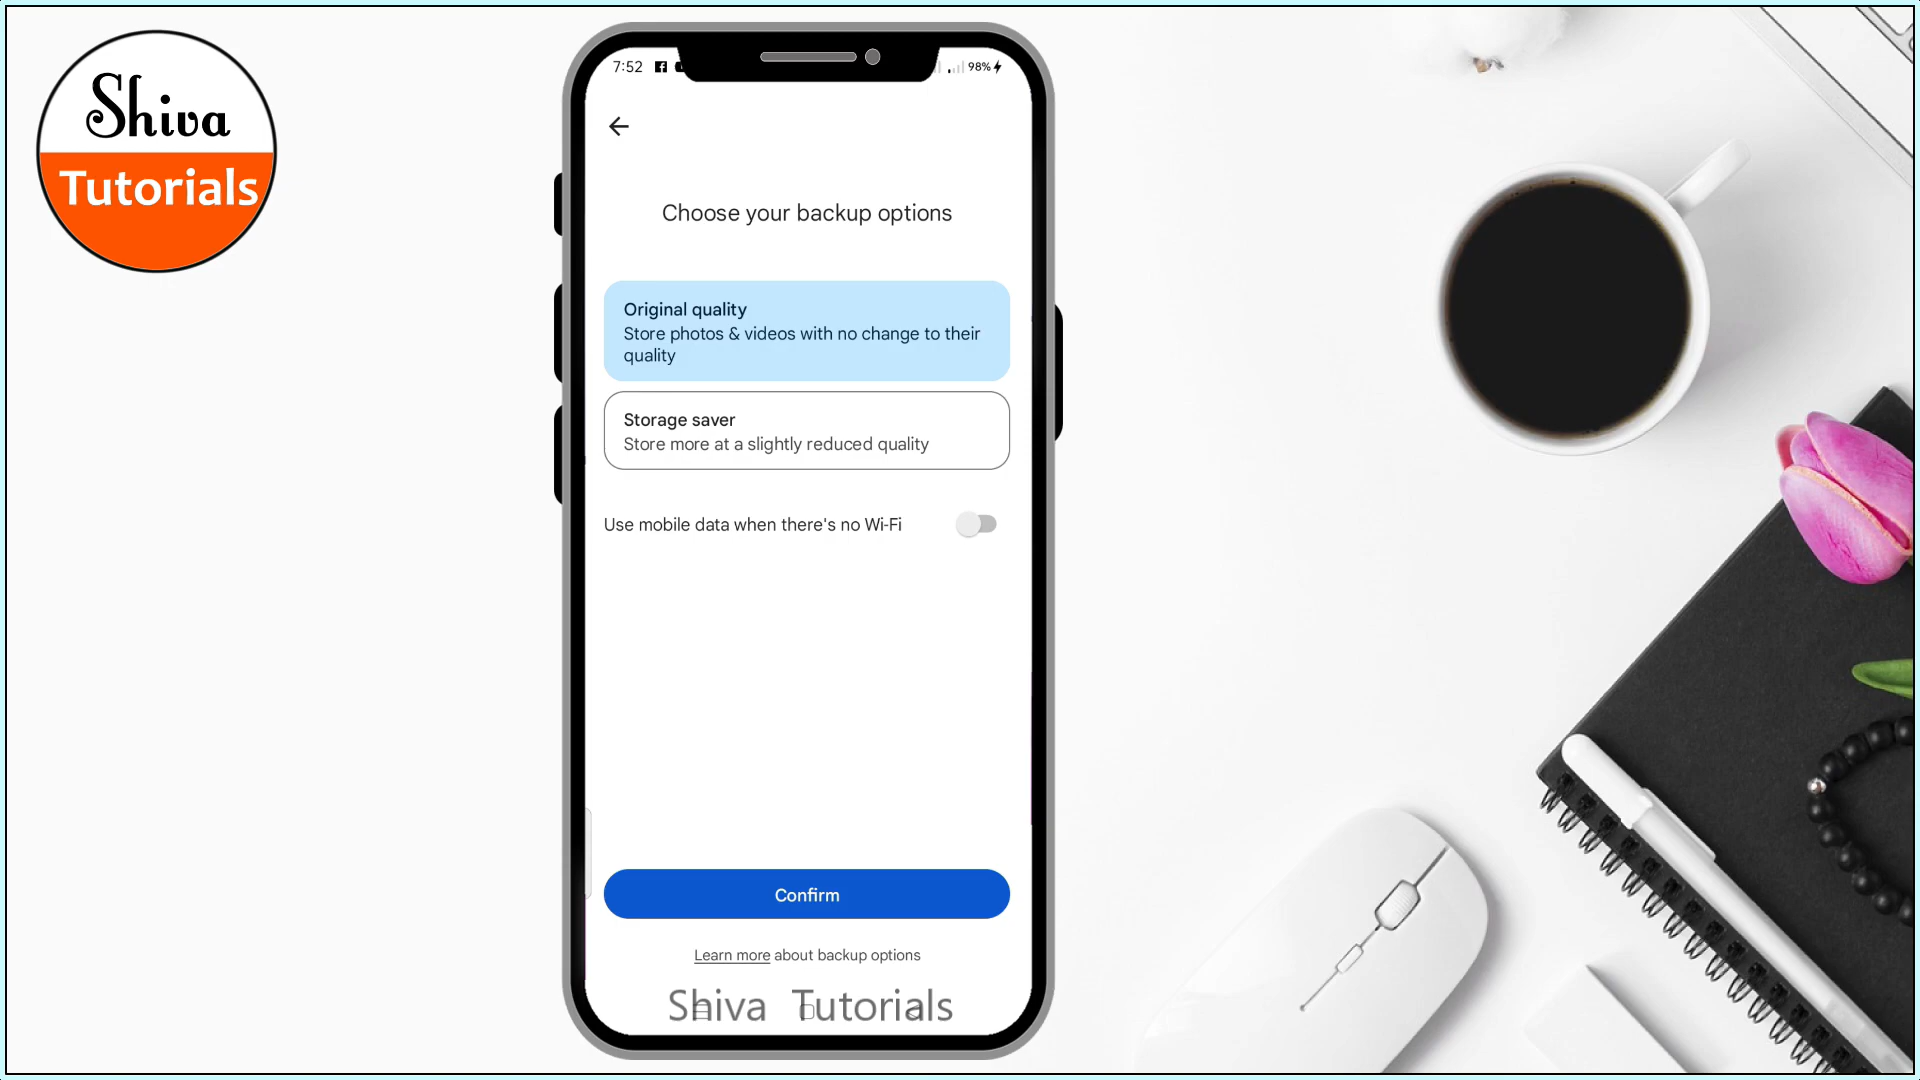 Shiva
Tutorials
7:52
98%
Choose your backup options
Original quality
Store photos & videos with no change to their
quality
Storage saver
Store more at a slightly reduced quality
Use mobile data when there's no Wi-Fi
Confirm
Learn more about backup options
Shiva Tutorials